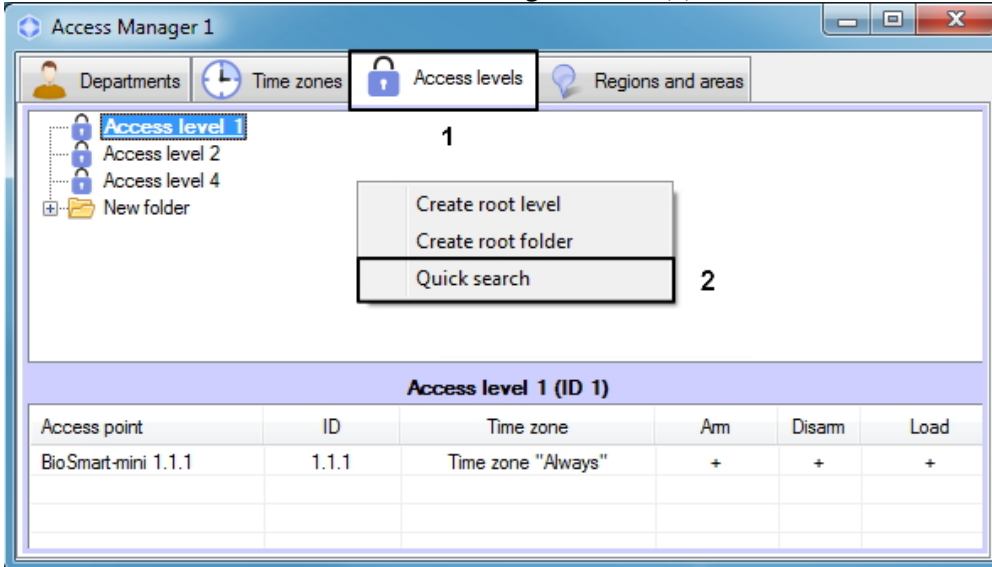 Access Manager 1
Departments Time zones Access levels Regions and areas
1
Access level 1
Access level 2
Access level 4
New folder
Create root level
Create root folder
Quick search 2
Access level 1 (ID 1)
Access point ID Time zone Arm Disarm Load
BioSmart-mini 1.1.1 1.1.1 Time zone "Always" + + +